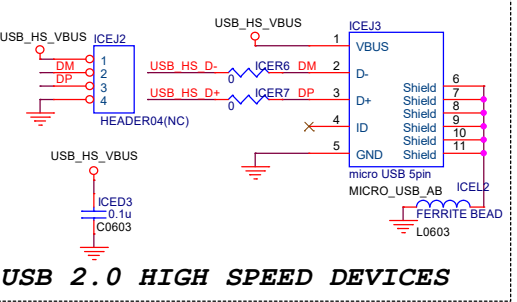 USB_HS_VBUS
ICEJ2
1
DM 2
DP 3
4
HEADER04(NC)
USB_HS_VBUS
ICEJ3
1 VBUS
USB_HS_D- ICER6 DM 2 D-
0
USB_HS_D+ ICER7 DP 3 D+
0
4 ID
5 GND
Shield 6
Shield 7
Shield 8
Shield 9
Shield 10
Shield 11
micro USB 5pin
MICRO_USB_AB
ICEL2
FERRITE BEAD
L0603
USB_HS_VBUS
ICED3
0.1u
C0603
USB 2.0 HIGH SPEED DEVICES